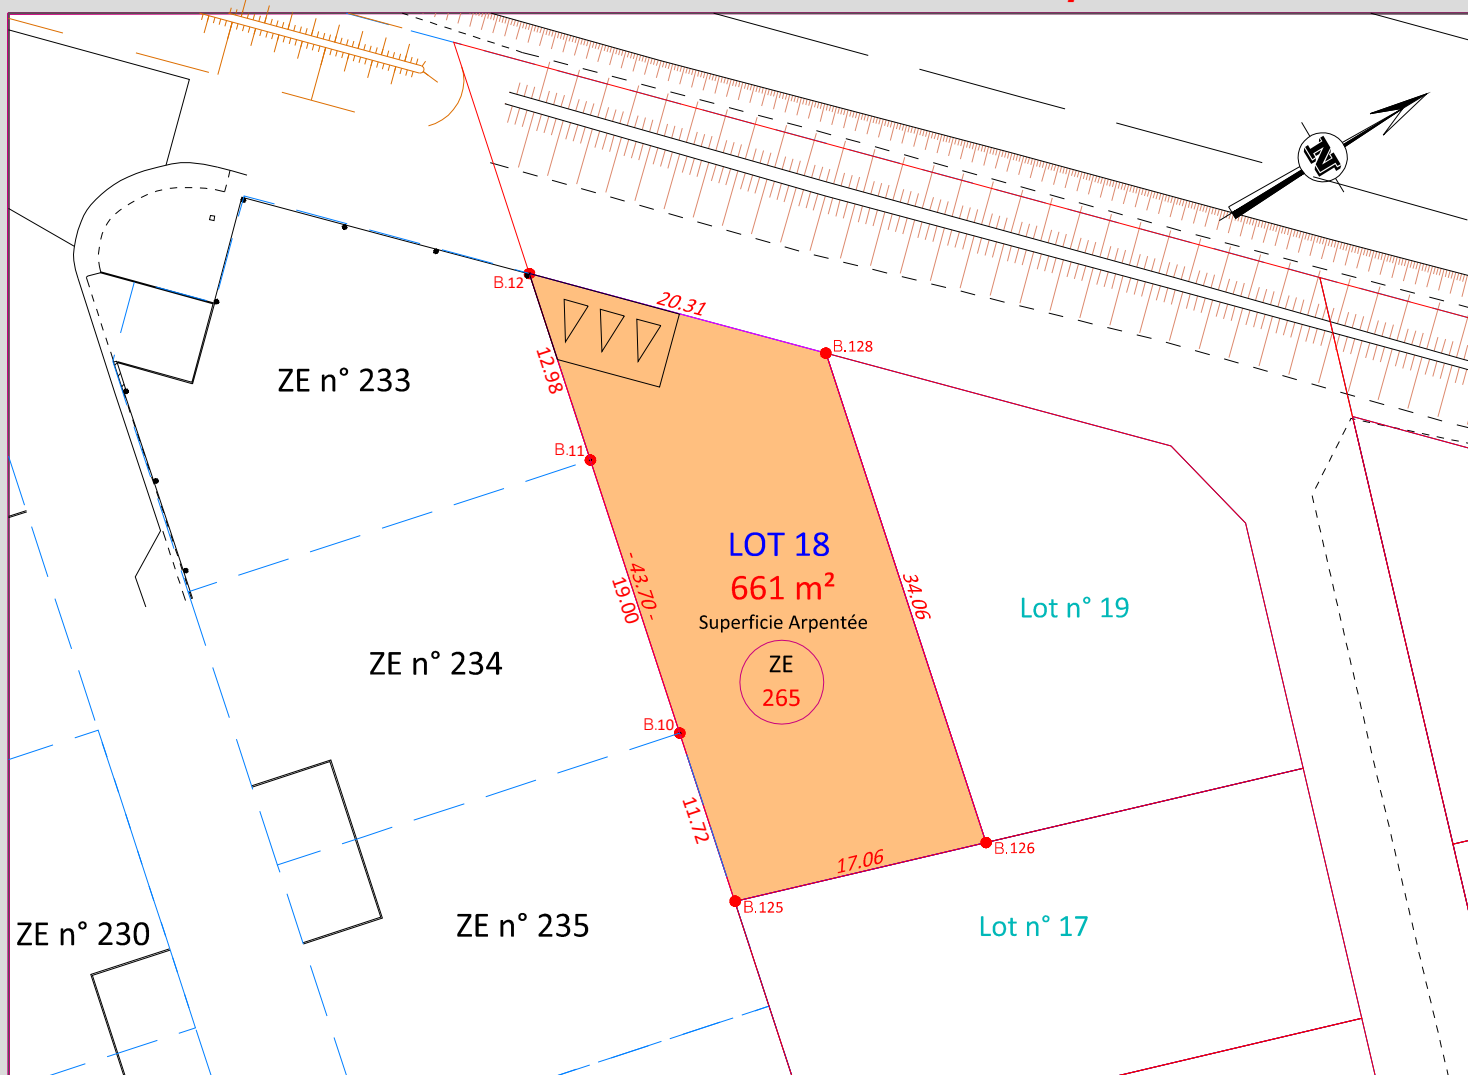 N
B.12
20.31
B.128
12.98
ZE n° 233
B.11
LOT 18
661 m²
Superficie Arpentée
ZE
265
- 43.70 -
19.00
34.06
Lot n° 19
ZE n° 234
B.10
11.72
17.06
B.126
B.125
ZE n° 235
Lot n° 17
ZE n° 230